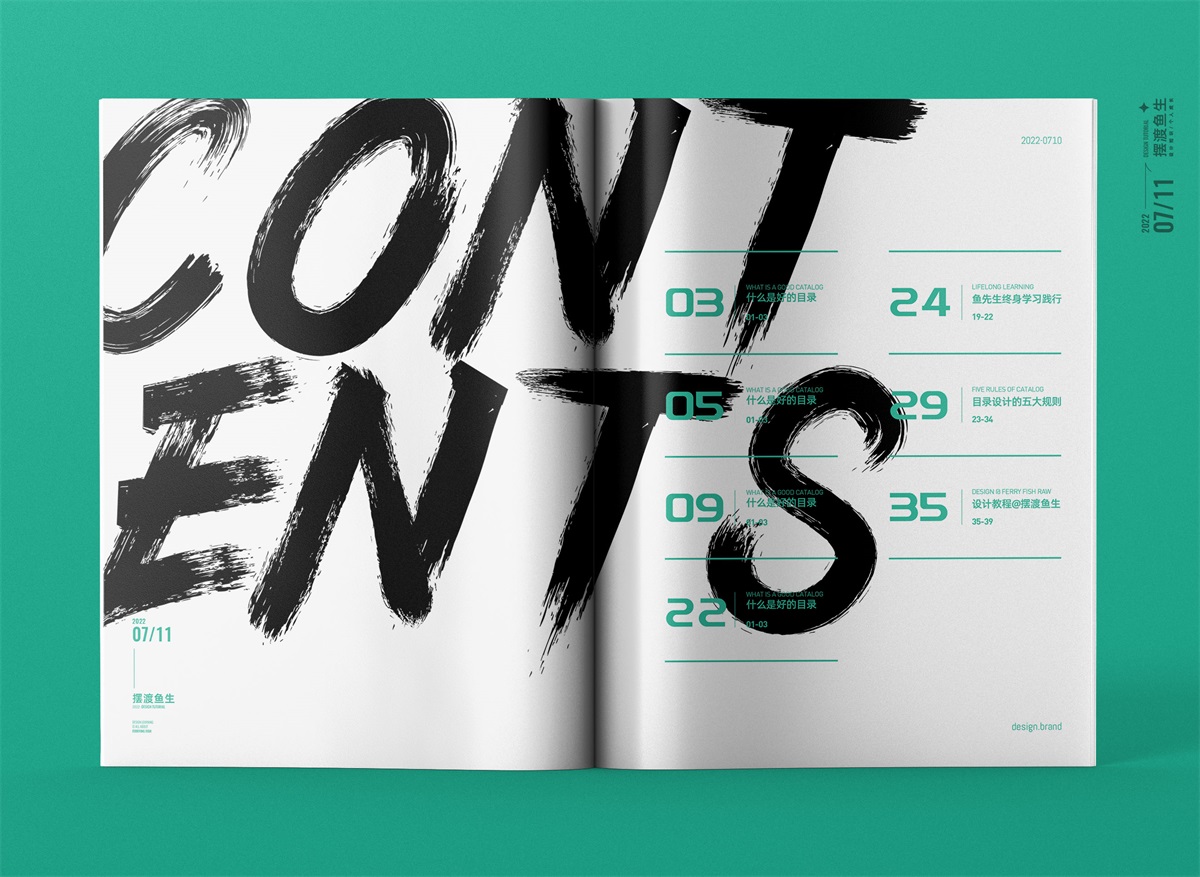 CONT
ENTS
2022
07/11
摆渡鱼生
2022-0710
03
WHAT IS A GOOD CATALOG
什么是好的目录
01-03
05
WHAT IS A GOOD CATALOG
什么是好的目录
01-03
09
WHAT IS A GOOD CATALOG
什么是好的目录
01-03
22
WHAT IS A GOOD CATALOG
什么是好的目录
01-03
24
LIFELONG LEARNING
鱼先生终身学习践行
19-22
29
FIVE RULES OF CATALOG
目录设计的五大规则
23-34
35
DESIGN @ FERRY FISH RAW
设计教程@摆渡鱼生
35-39
design.brand
2022
07/11
DESIGN TUTORIAL
摆渡鱼生